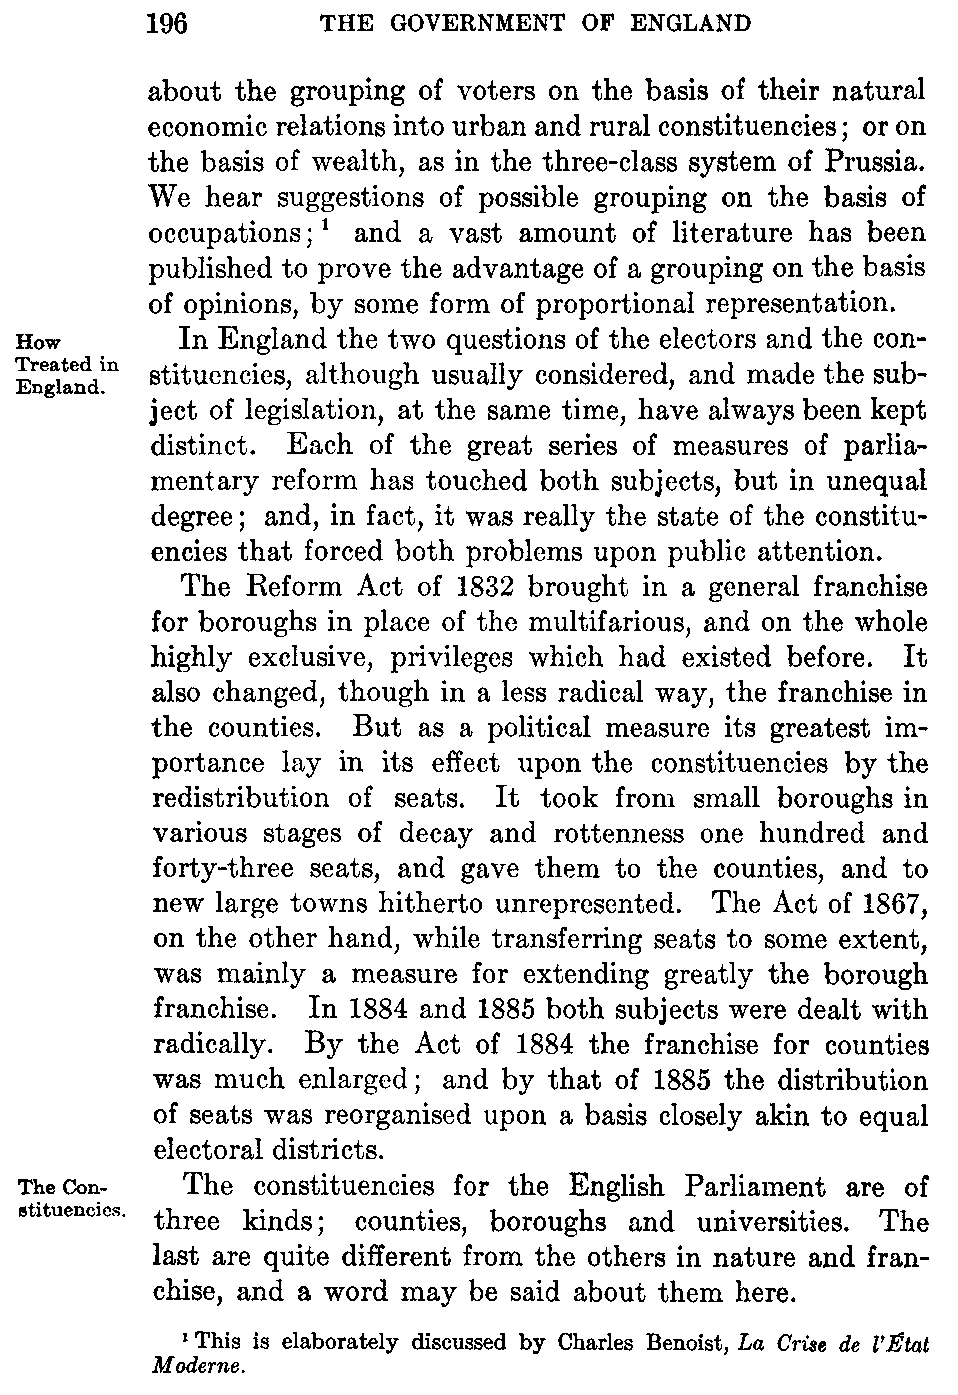 196 THE GOVERNMENT OF ENGLAND
about the grouping of voters on the basis of their natural
economic relations into urban and rural constituencies; or on
the basis of wealth, as in the three-class system of Prussia.
We hear suggestions of possible grouping on the basis of
occupations; ¹ and a vast amount of literature has been
published to prove the advantage of a grouping on the basis
of opinions, by some form of proportional representation.
How
Treated in
England.
In England the two questions of the electors and the con-
stituencies, although usually considered, and made the sub-
ject of legislation, at the same time, have always been kept
distinct. Each of the great series of measures of parlia-
mentary reform has touched both subjects, but in unequal
degree; and, in fact, it was really the state of the constitu-
encies that forced both problems upon public attention.
The Reform Act of 1832 brought in a general franchise
for boroughs in place of the multifarious, and on the whole
highly exclusive, privileges which had existed before. It
also changed, though in a less radical way, the franchise in
the counties. But as a political measure its greatest im-
portance lay in its effect upon the constituencies by the
redistribution of seats. It took from small boroughs in
various stages of decay and rottenness one hundred and
forty-three seats, and gave them to the counties, and to
new large towns hitherto unrepresented. The Act of 1867,
on the other hand, while transferring seats to some extent,
was mainly a measure for extending greatly the borough
franchise. In 1884 and 1885 both subjects were dealt with
radically. By the Act of 1884 the franchise for counties
was much enlarged; and by that of 1885 the distribution
of seats was reorganised upon a basis closely akin to equal
electoral districts.
The Con-
stituencies.
The constituencies for the English Parliament are of
three kinds; counties, boroughs and universities. The
last are quite different from the others in nature and fran-
chise, and a word may be said about them here.
¹ This is elaborately discussed by Charles Benoist, La Crise de l'État
Moderne.